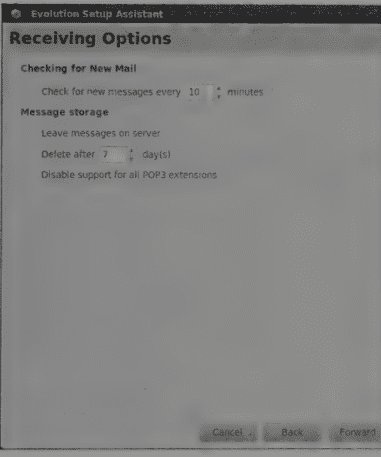 Evolution Setup Assistant
Receiving Options
Checking for New Mail
Check for new messages every 10 minutes
Message storage
Leave messages on server
Delete after 7 day(s)
Disable support for all POP3 extensions
Cancel Back Forward